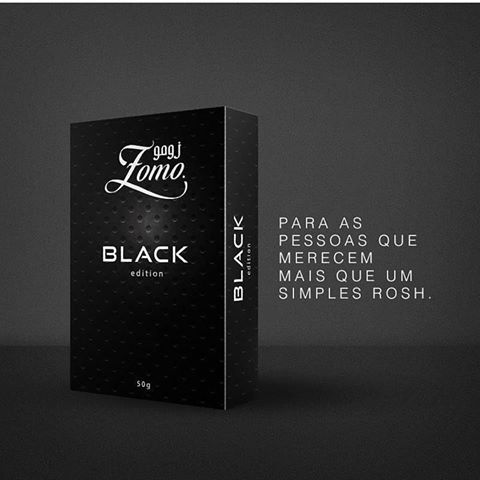 زومو
Zomo.
BLACK
edition
50g
BLACK
edition
PARA AS
PESSOAS QUE
MERECEM
MAIS QUE UM
SIMPLES ROSH.